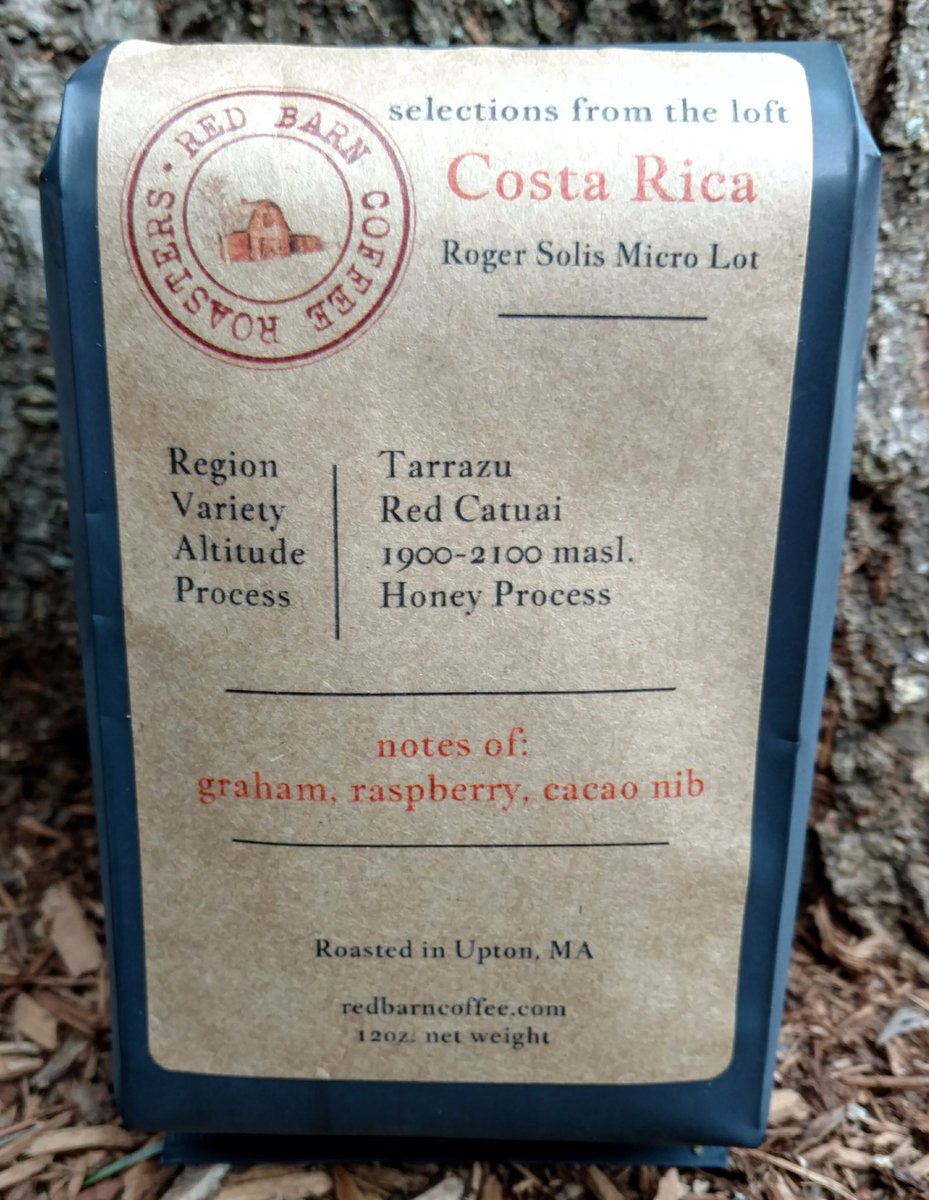 RED BARN COFFEE ROASTERS ·
selections from the loft
Costa Rica
Roger Solis Micro Lot
Region Tarrazu
Variety Red Catuai
Altitude 1900-2100 masl.
Process Honey Process
notes of:
graham, raspberry, cacao nib
Roasted in Upton, MA
redbarncoffee.com
12oz. net weight